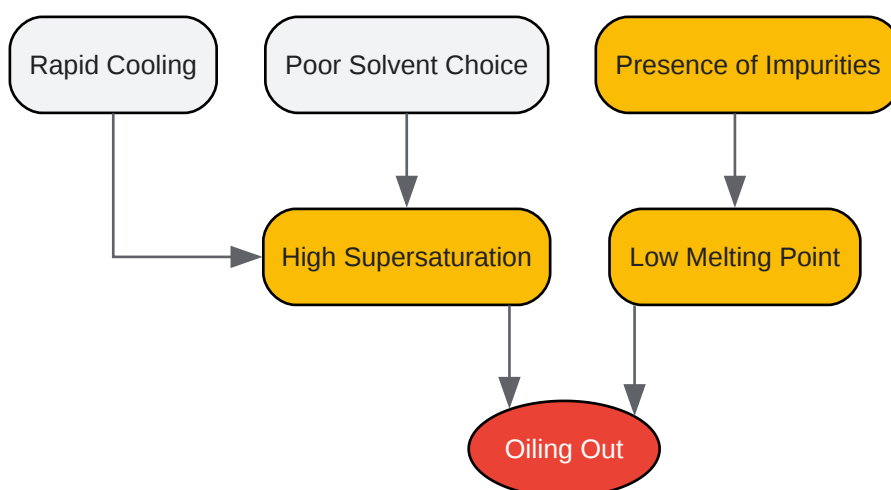 Rapid Cooling
Poor Solvent Choice
Presence of Impurities
High Supersaturation
Low Melting Point
Oiling Out